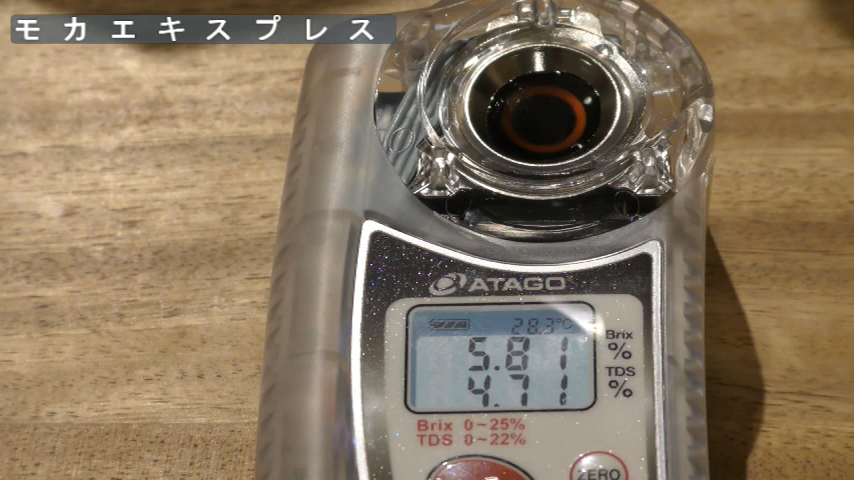 モカエキスプレス
ATAGO
28.3℃
5.81
Brix
%
4.71
TDS
%
Brix 0~25%
TDS 0~22%
ZERO